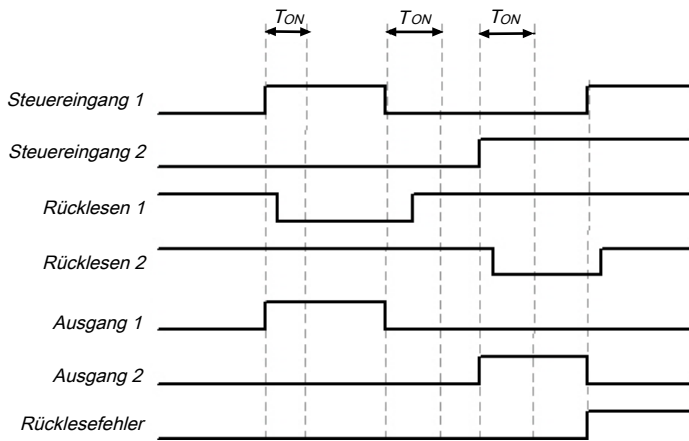 TON TON TON
Steuereingang 1
Steuereingang 2
Rücklesen 1
Rücklesen 2
Ausgang 1
Ausgang 2
Rücklesefehler